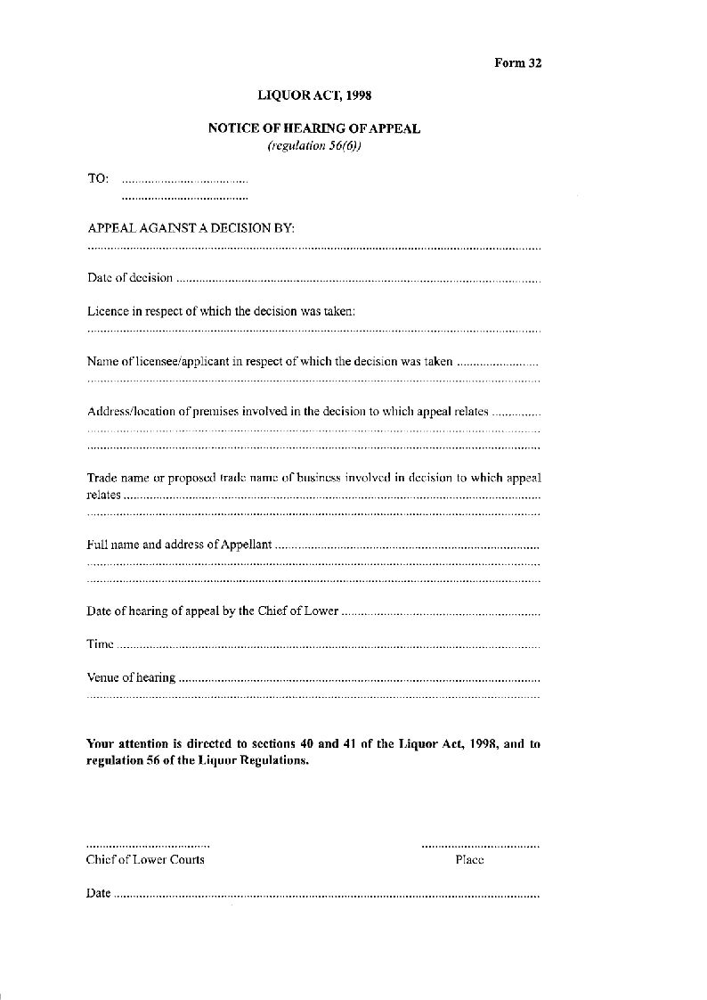 Form 32
LIQUOR ACT, 1998
NOTICE OF HEARING OF APPEAL
(regulation 56(6))
TO: ......................................
......................................
APPEAL AGAINST A DECISION BY:
..........................................................................................................................................
Date of decision ...............................................................................................................
Licence in respect of which the decision was taken:
..........................................................................................................................................
Name of licensee/applicant in respect of which the decision was taken .........................
..........................................................................................................................................
Address/location of premises involved in the decision to which appeal relates ...............
..........................................................................................................................................
..........................................................................................................................................
Trade name or proposed trade name of business involved in decision to which appeal
relates ...............................................................................................................................
..........................................................................................................................................
Full name and address of Appellant .................................................................................
..........................................................................................................................................
..........................................................................................................................................
Date of hearing of appeal by the Chief of Lower .............................................................
Time .................................................................................................................................
Venue of hearing ..............................................................................................................
..........................................................................................................................................
Your attention is directed to sections 40 and 41 of the Liquor Act, 1998, and to
regulation 56 of the Liquor Regulations.
...................................... ....................................
Chief of Lower Courts Place
Date ..................................................................................................................................